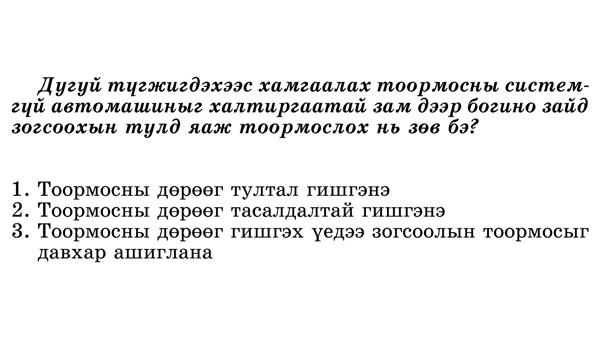 Дугуй түгжигдэхээс хамгаалах тоормосны систем-
гүй автомашиныг халтиргаатай зам дээр богино зайд
зогсоохын тулд яаж тоормослох нь зөв бэ?
1. Тоормосны дөрөөг тултал гишгэнэ
2. Тоормосны дөрөөг тасалдалтай гишгэнэ
3. Тоормосны дөрөөг гишгэх үедээ зогсоолын тоормосыг
давхар ашиглана